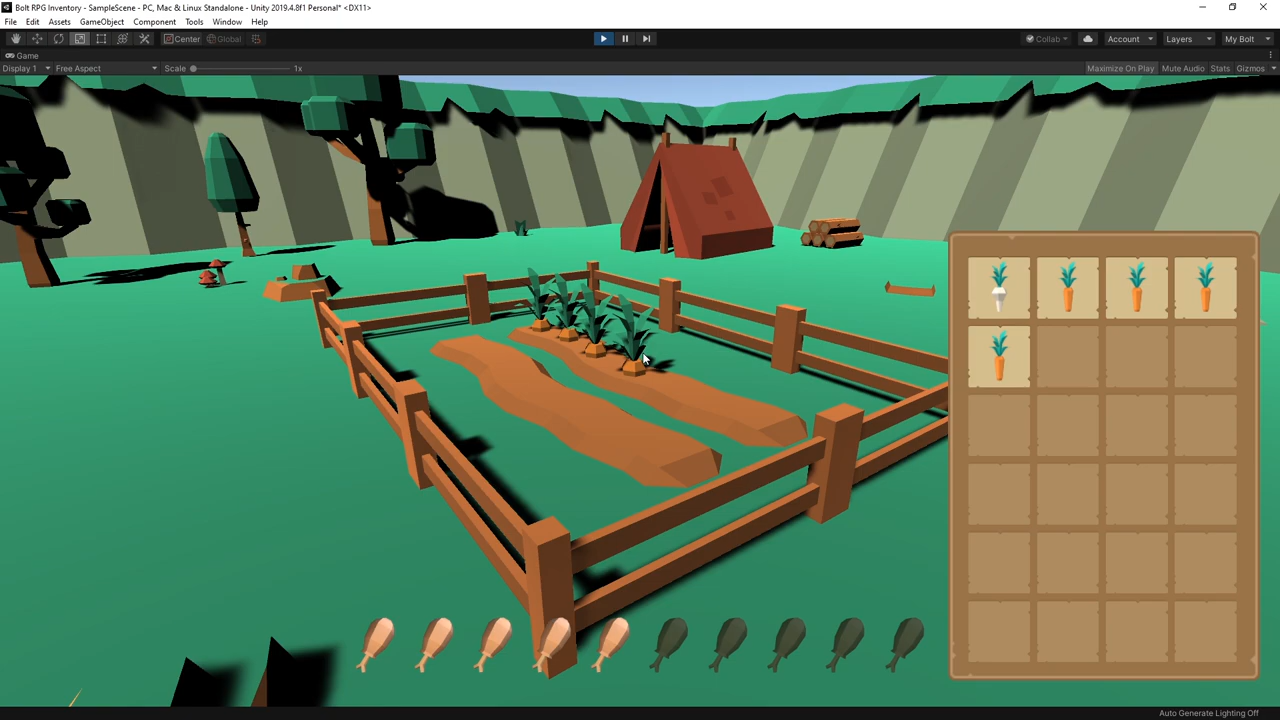 Bolt RPG Inventory - SampleScene - PC, Mac & Linux Standalone - Unity 2019.4.8f1 Personal* <DX11>
File Edit Assets GameObject Component Tools Window Help
Center Global Collab Account Layers My Bolt
Game
Display 1 Free Aspect Scale 1x Maximize On Play Mute Audio Stats Gizmos
Auto Generate Lighting Off